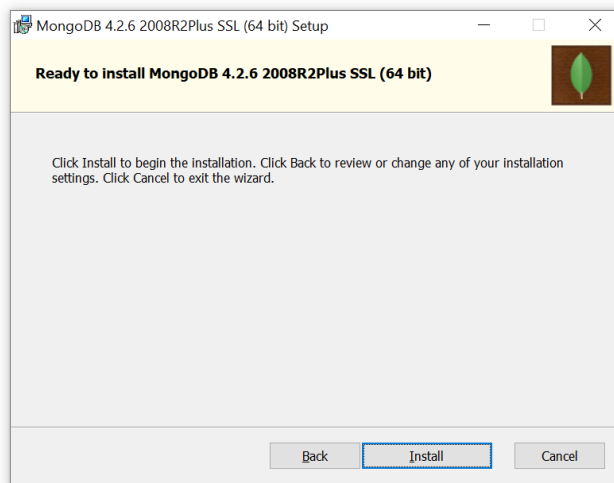 MongoDB 4.2.6 2008R2Plus SSL (64 bit) Setup
Ready to install MongoDB 4.2.6 2008R2Plus SSL (64 bit)
Click Install to begin the installation. Click Back to review or change any of your installation
settings. Click Cancel to exit the wizard.
Back Install Cancel